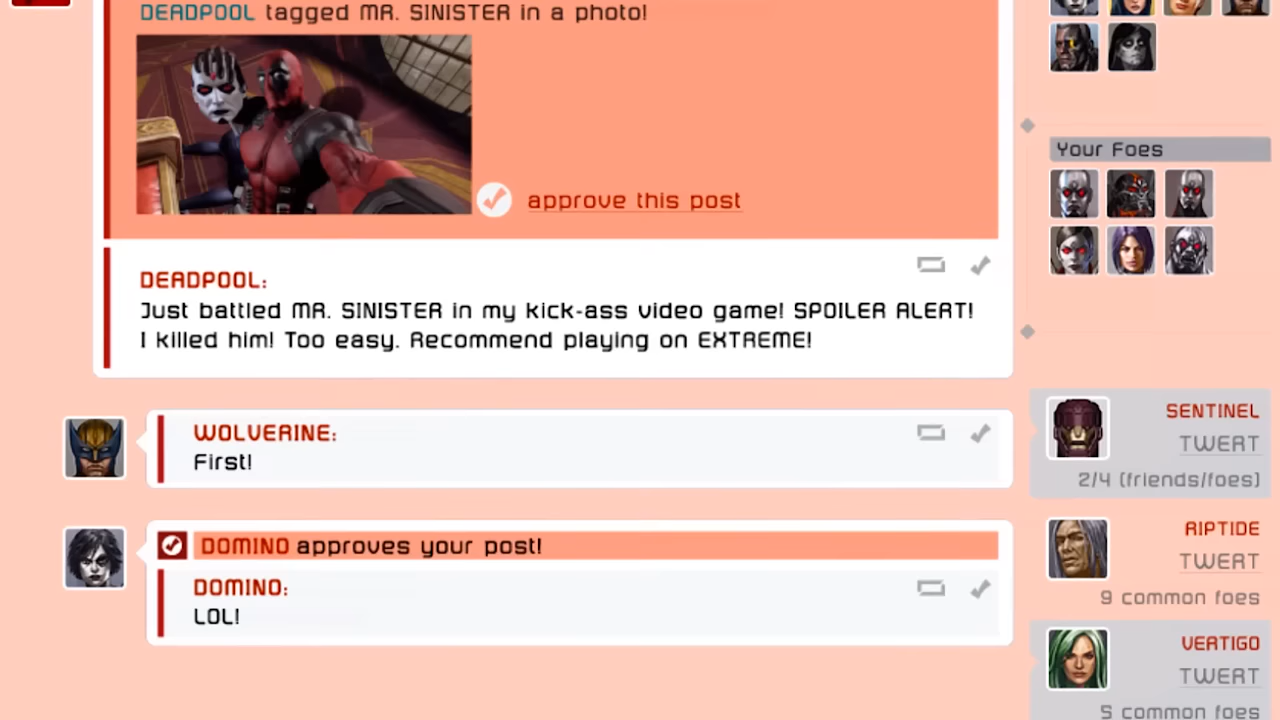 DEADPOOL tagged MR. SINISTER in a photo!
approve this post
DEADPOOL:
Just battled MR. SINISTER in my kick-ass video game! SPOILER ALERT!
I killed him! Too easy. Recommend playing on EXTREME!
WOLVERINE:
First!
DOMINO approves your post!
DOMINO:
LOL!
Your Foes
SENTINEL
TWERT
2/4 (friends/foes)
RIPTIDE
TWERT
9 common foes
VERTIGO
TWERT
5 common foes